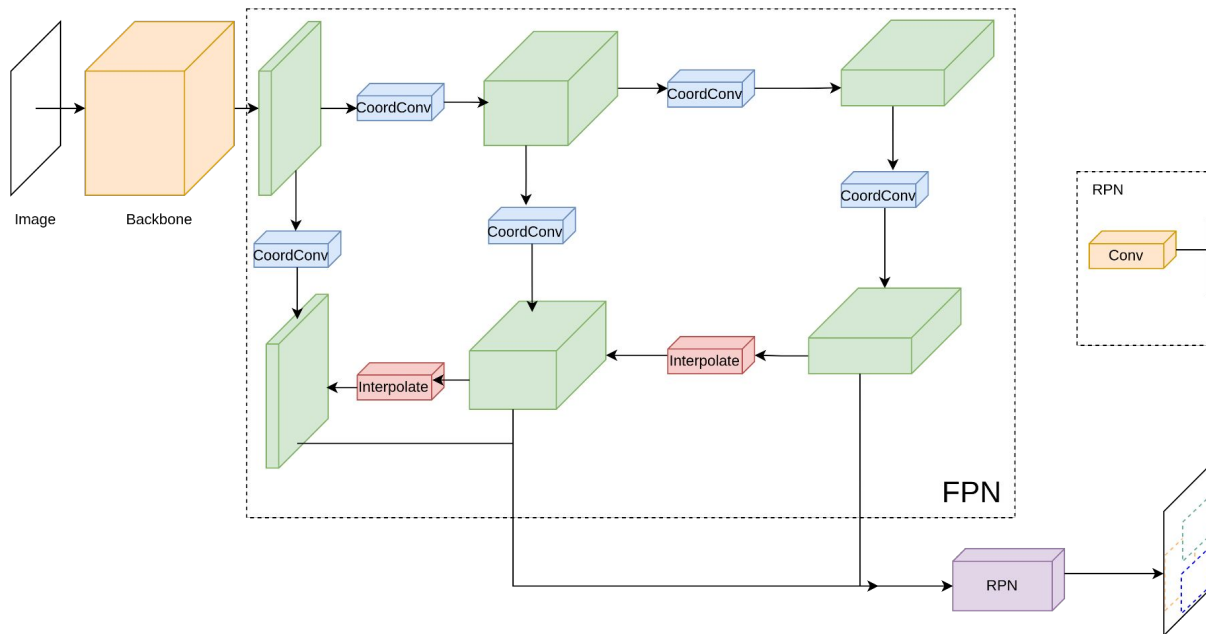 CoordConv
CoordConv
Image
Backbone
CoordConv
CoordConv
CoordConv
RPN
Conv
Interpolate
Interpolate
FPN
RPN